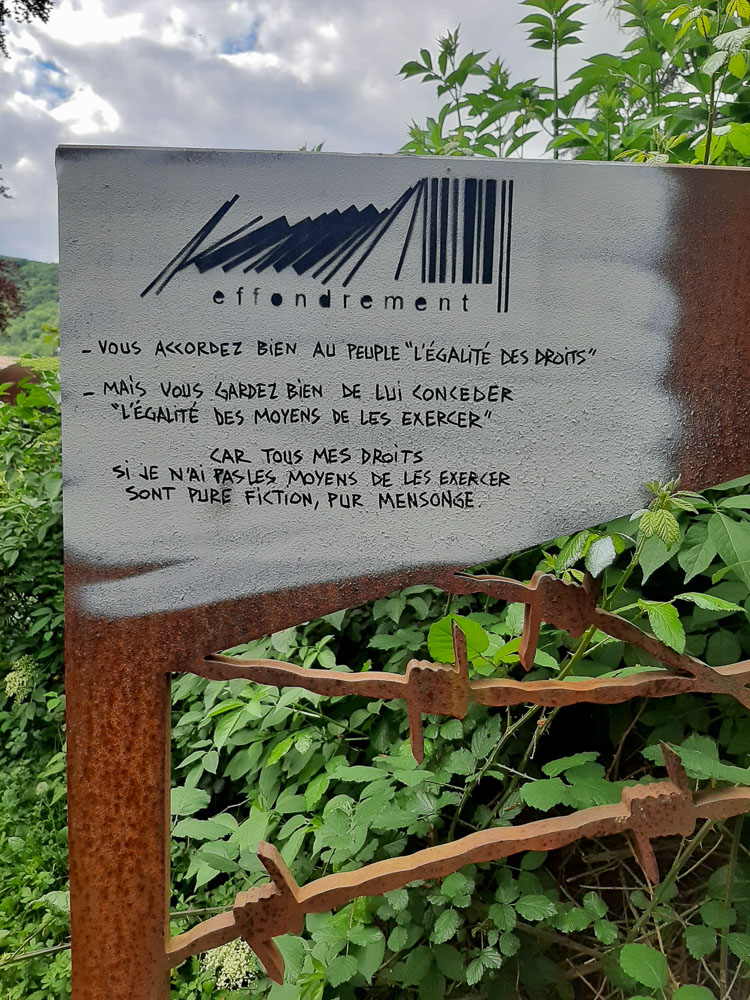 effondrement
- VOUS ACCORDEZ BIEN AU PEUPLE "L'ÉGALITÉ DES DROITS"
- MAIS VOUS GARDEZ BIEN DE LUI CONCEDER
"L'ÉGALITÉ DES MOYENS DE LES EXERCER"
CAR TOUS MES DROITS
SI JE N'AI PAS LES MOYENS DE LES EXERCER
SONT PURE FICTION, PUR MENSONGE.